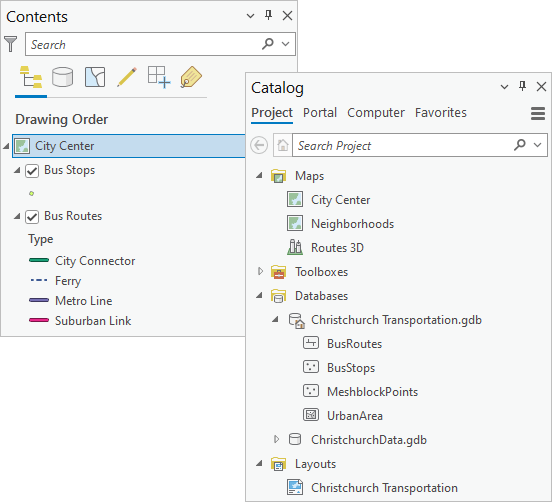 Contents
Search
Drawing Order
City Center
Bus Stops
Bus Routes
Type
City Connector
Ferry
Metro Line
Suburban Link
Catalog
Project Portal Computer Favorites
Search Project
Maps
City Center
Neighborhoods
Routes 3D
Toolboxes
Databases
Christchurch Transportation.gdb
BusRoutes
BusStops
MeshblockPoints
UrbanArea
ChristchurchData.gdb
Layouts
Christchurch Transportation